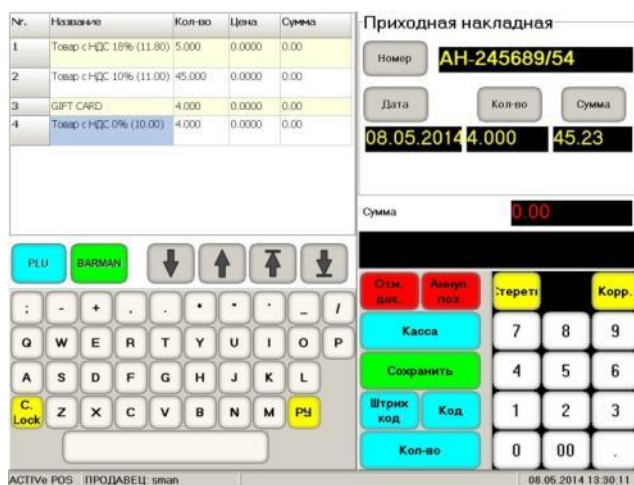 Nr. Название Кол-во Цена Сумма
1 Товар с НДС 18% (11.80) 5.000 0.0000 0.00
2 Товар с НДС 10% (11.00) 45.000 0.0000 0.00
3 GIFT CARD 4.000 0.0000 0.00
4 Товар с НДС 0% (10.00) 4.000 0.0000 0.00
Приходная накладная
Номер АН-245689/54
Дата Кол-во Сумма
08.05.2014 4.000 45.23
Сумма 0.00
PLU BARMAN
: - + , . * " ' _ /
Q W E R T Y U I O P
A S D F G H J K L
C. Lock Z X C V B N M РУ
Отм. док. Аннул. поз.
Касса
Сохранить
Штрих код Код
Кол-во
Стереть Корр.
7 8 9
4 5 6
1 2 3
0 00 .
ACTIVe POS ПРОДАВЕЦ: sman 08.05.2014 13:30:11